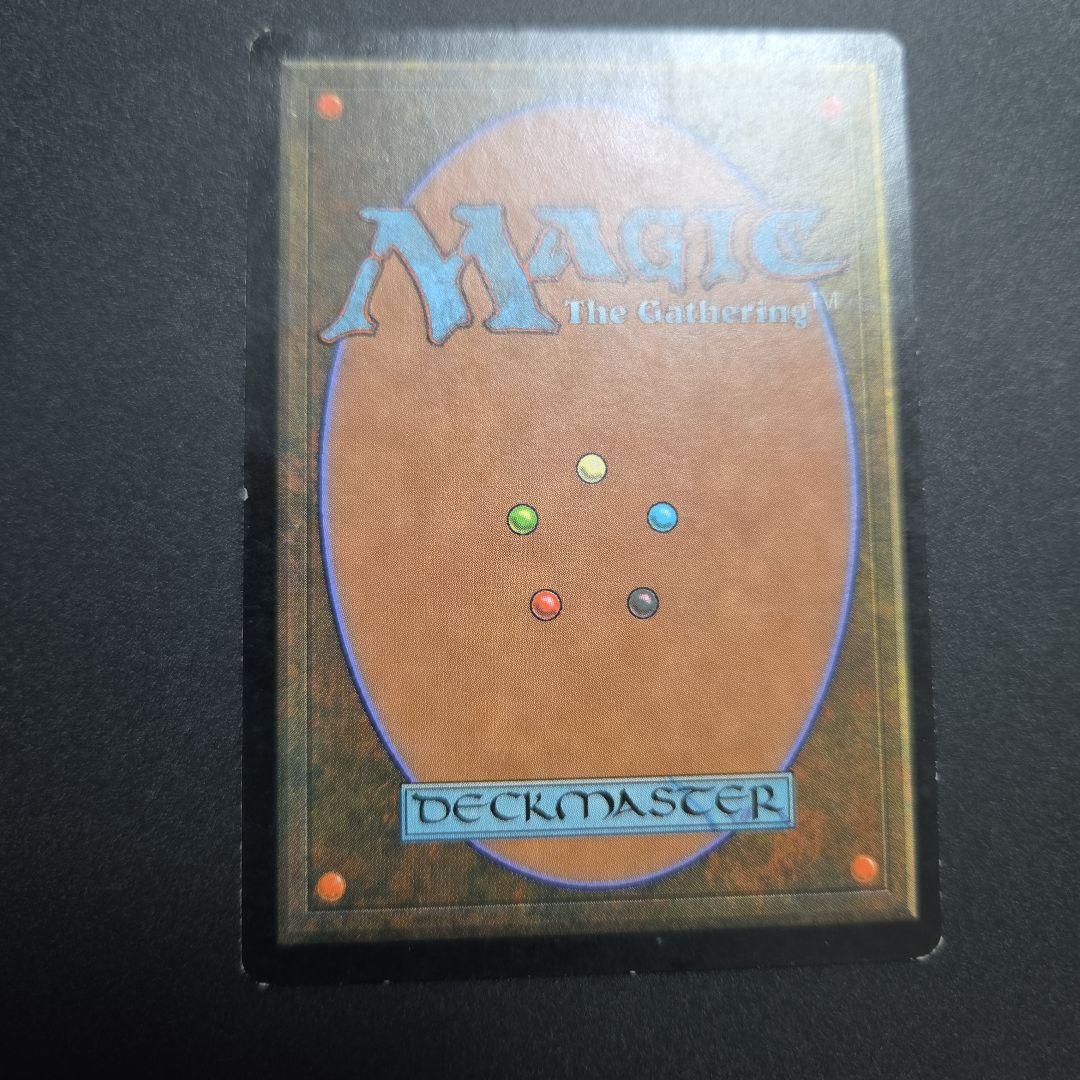 MAGIC
The Gathering™
DECKMASTER